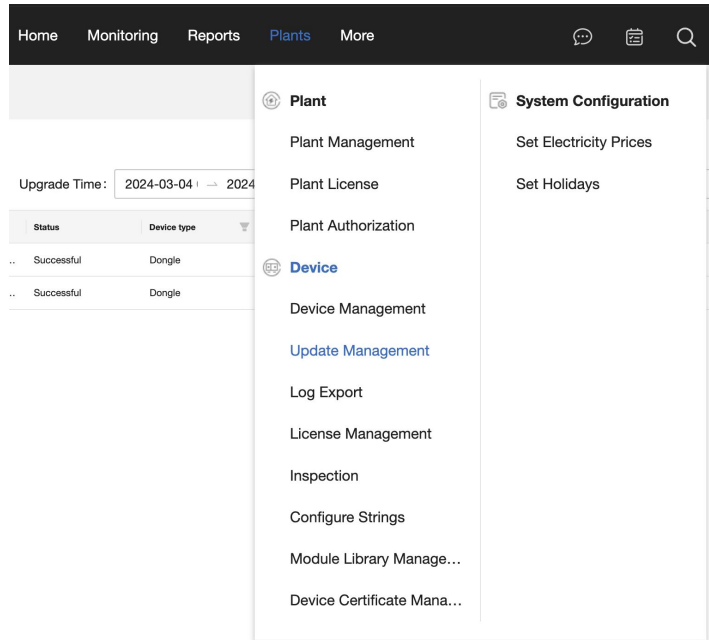 Home Monitoring Reports Plants More
Plant
Plant Management
Plant License
Plant Authorization
Device
Device Management
Update Management
Log Export
License Management
Inspection
Configure Strings
Module Library Manage…
Device Certificate Mana…
System Configuration
Set Electricity Prices
Set Holidays
Upgrade Time: 2024-03-04 → 2024
Status Device type
.. Successful Dongle
.. Successful Dongle